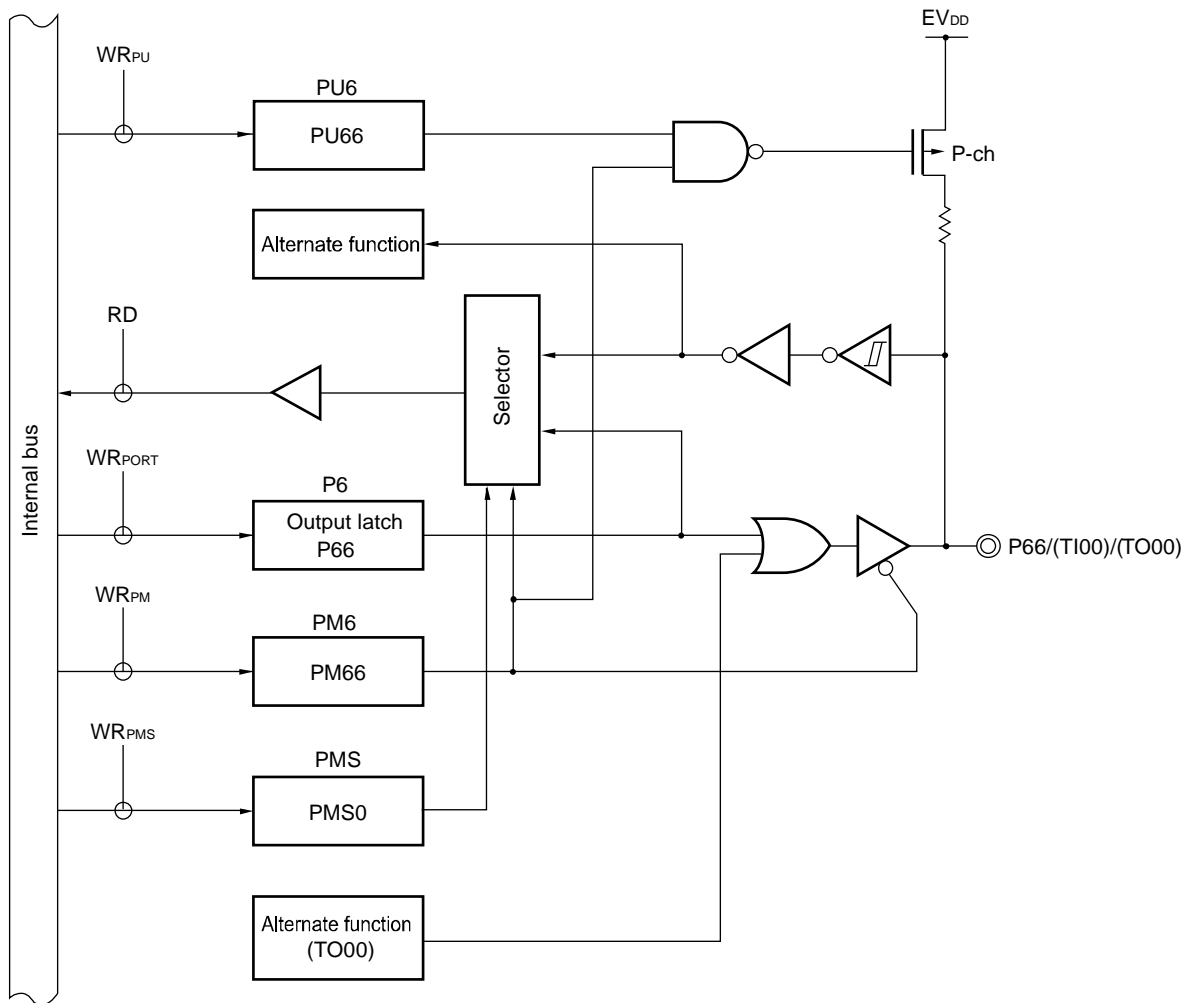 EVDD
WRPU
PU6
PU66
P-ch
Alternate function
RD
Selector
Internal bus
WRPORT
P6
Output latch
P66
P66/(TI00)/(TO00)
WRPM
PM6
PM66
WRPMS
PMS
PMS0
Alternate function
(TO00)